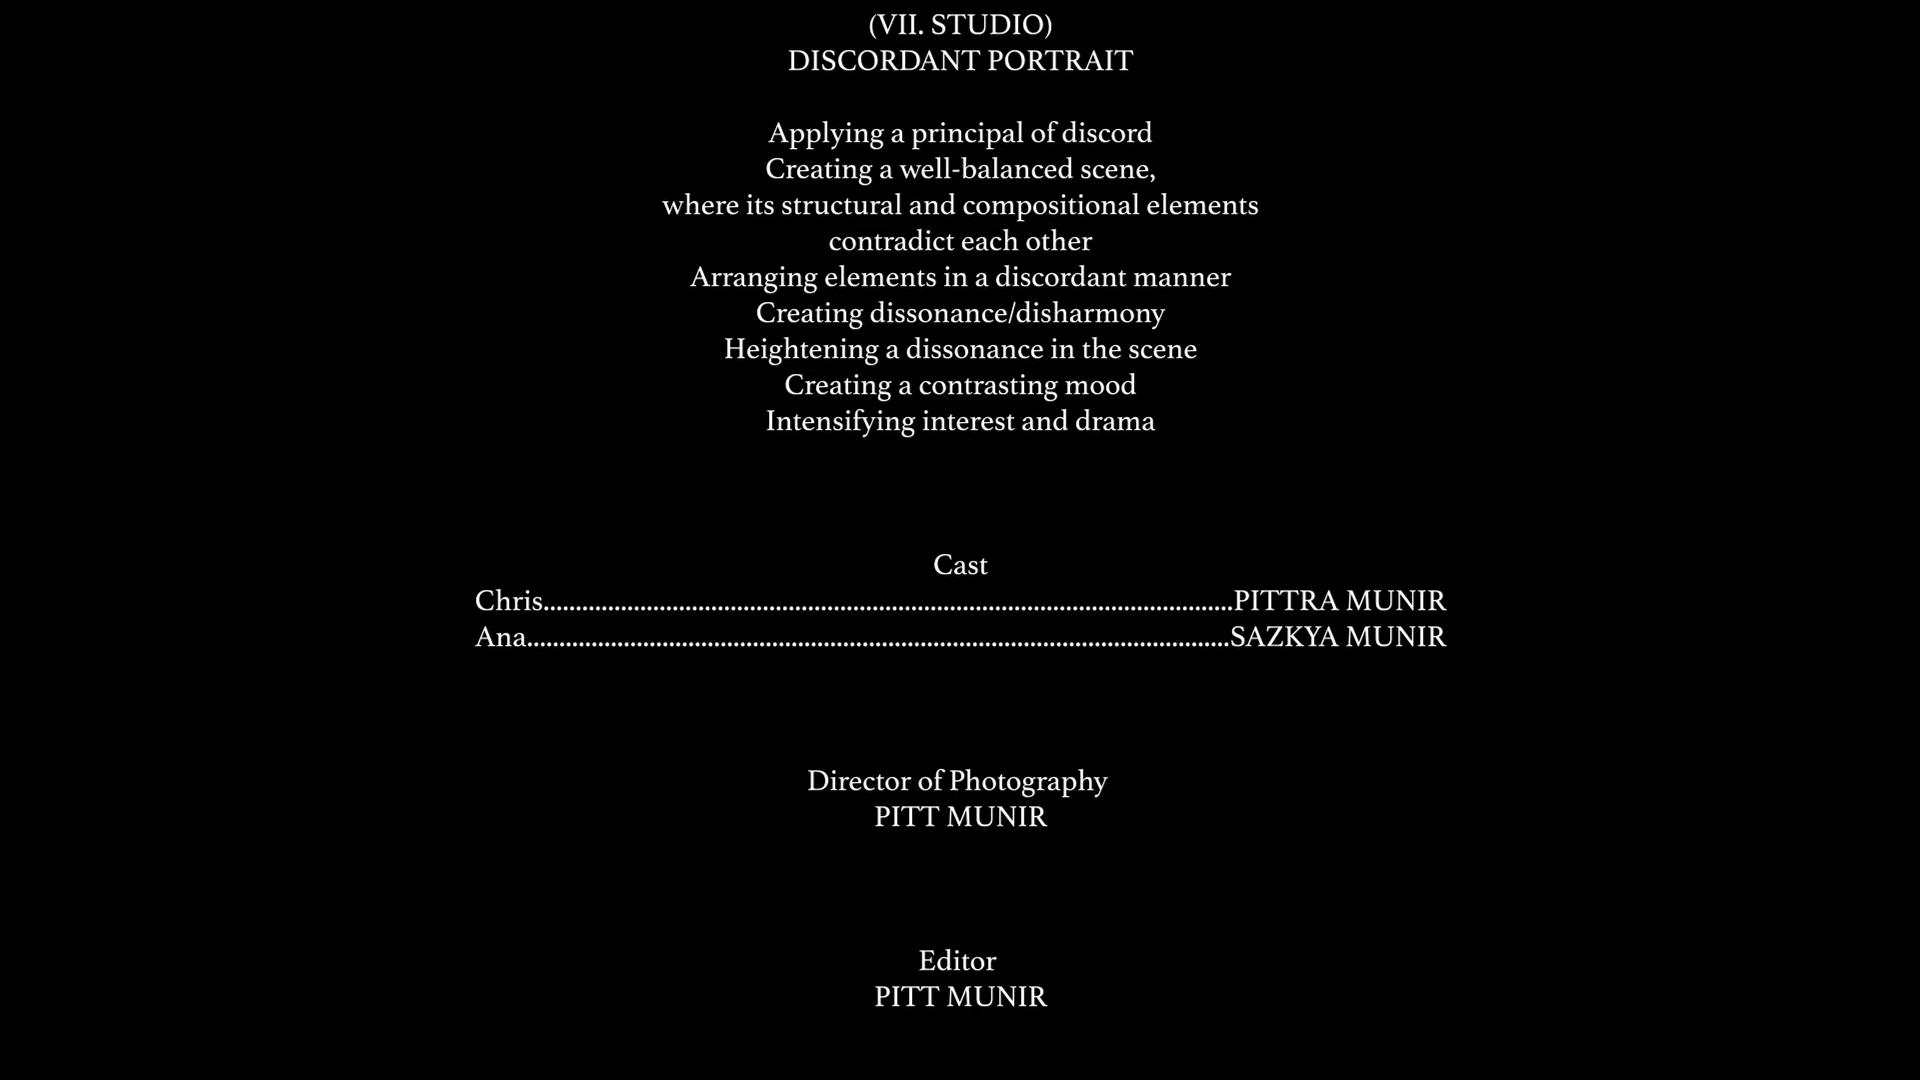 (VII. STUDIO)
DISCORDANT PORTRAIT
Applying a principal of discord
Creating a well-balanced scene,
where its structural and compositional elements
contradict each other
Arranging elements in a discordant manner
Creating dissonance/disharmony
Heightening a dissonance in the scene
Creating a contrasting mood
Intensifying interest and drama
Cast
Chris..........................................................................................................PITTRA MUNIR
Ana............................................................................................................SAZKYA MUNIR
Director of Photography
PITT MUNIR
Editor
PITT MUNIR